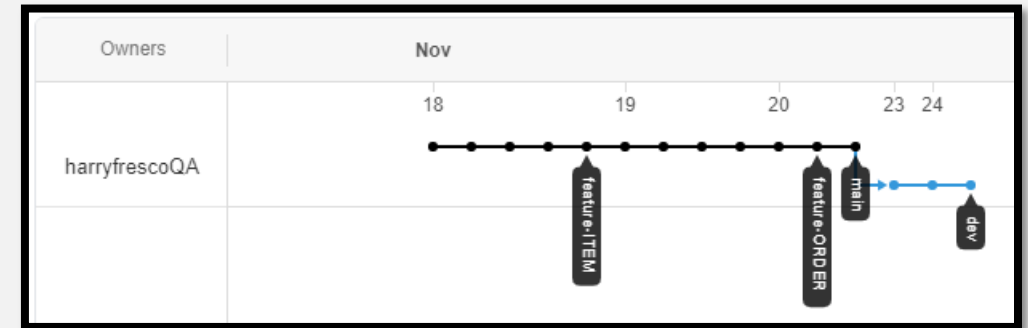 Owners
Nov
18 19 20 23 24
harryfrescoQA
feature-ITEM
feature-ORDER
main
dev